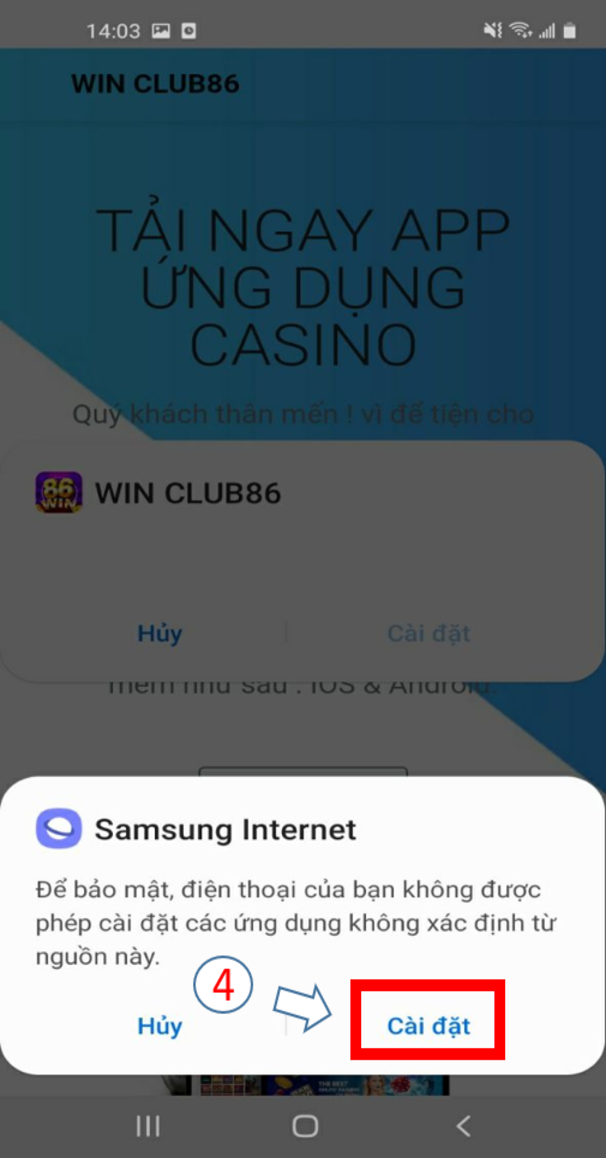 14:03
WIN CLUB86
TẢI NGAY APP
ỨNG DỤNG
CASINO
Quý khách thân mến ! vì để tiện cho
86
WIN
WIN CLUB86
Hủy
Cài đặt
mềm như sau : IOS & Android.
Samsung Internet
Để bảo mật, điện thoại của bạn không được
phép cài đặt các ứng dụng không xác định từ
nguồn này.
4
Hủy
Cài đặt
THE BEST